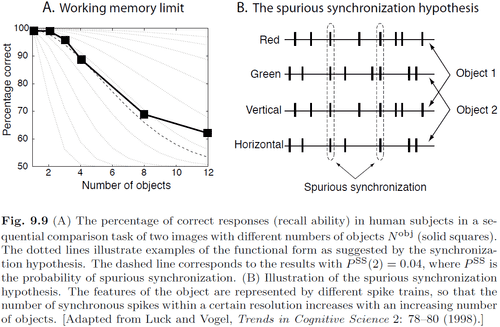 A. Working memory limit
B. The spurious synchronization hypothesis
100
90
80
70
60
50
Percentage correct
2
4
6
8
10
12
Number of objects
Red
Green
Vertical
Horizontal
Object 1
Object 2
Spurious synchronization
Fig. 9.9 (A) The percentage of correct responses (recall ability) in human subjects in a se-
quential comparison task of two images with different numbers of objects N^obj (solid squares).
The dotted lines illustrate examples of the functional form as suggested by the synchroniza-
tion hypothesis. The dashed line corresponds to the results with P^SS(2) = 0.04, where P^SS is
the probability of spurious synchronization. (B) Illustration of the spurious synchronization
hypothesis. The features of the object are represented by different spike trains, so that the
number of synchronous spikes within a certain resolution increases with an increasing number
of objects. [Adapted from Luck and Vogel, Trends in Cognitive Science 2: 78–80 (1998).]